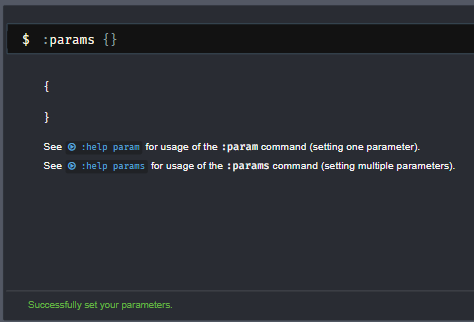 $ :params {}
{
}
See :help param for usage of the :param command (setting one parameter).
See :help params for usage of the :params command (setting multiple parameters).
Successfully set your parameters.